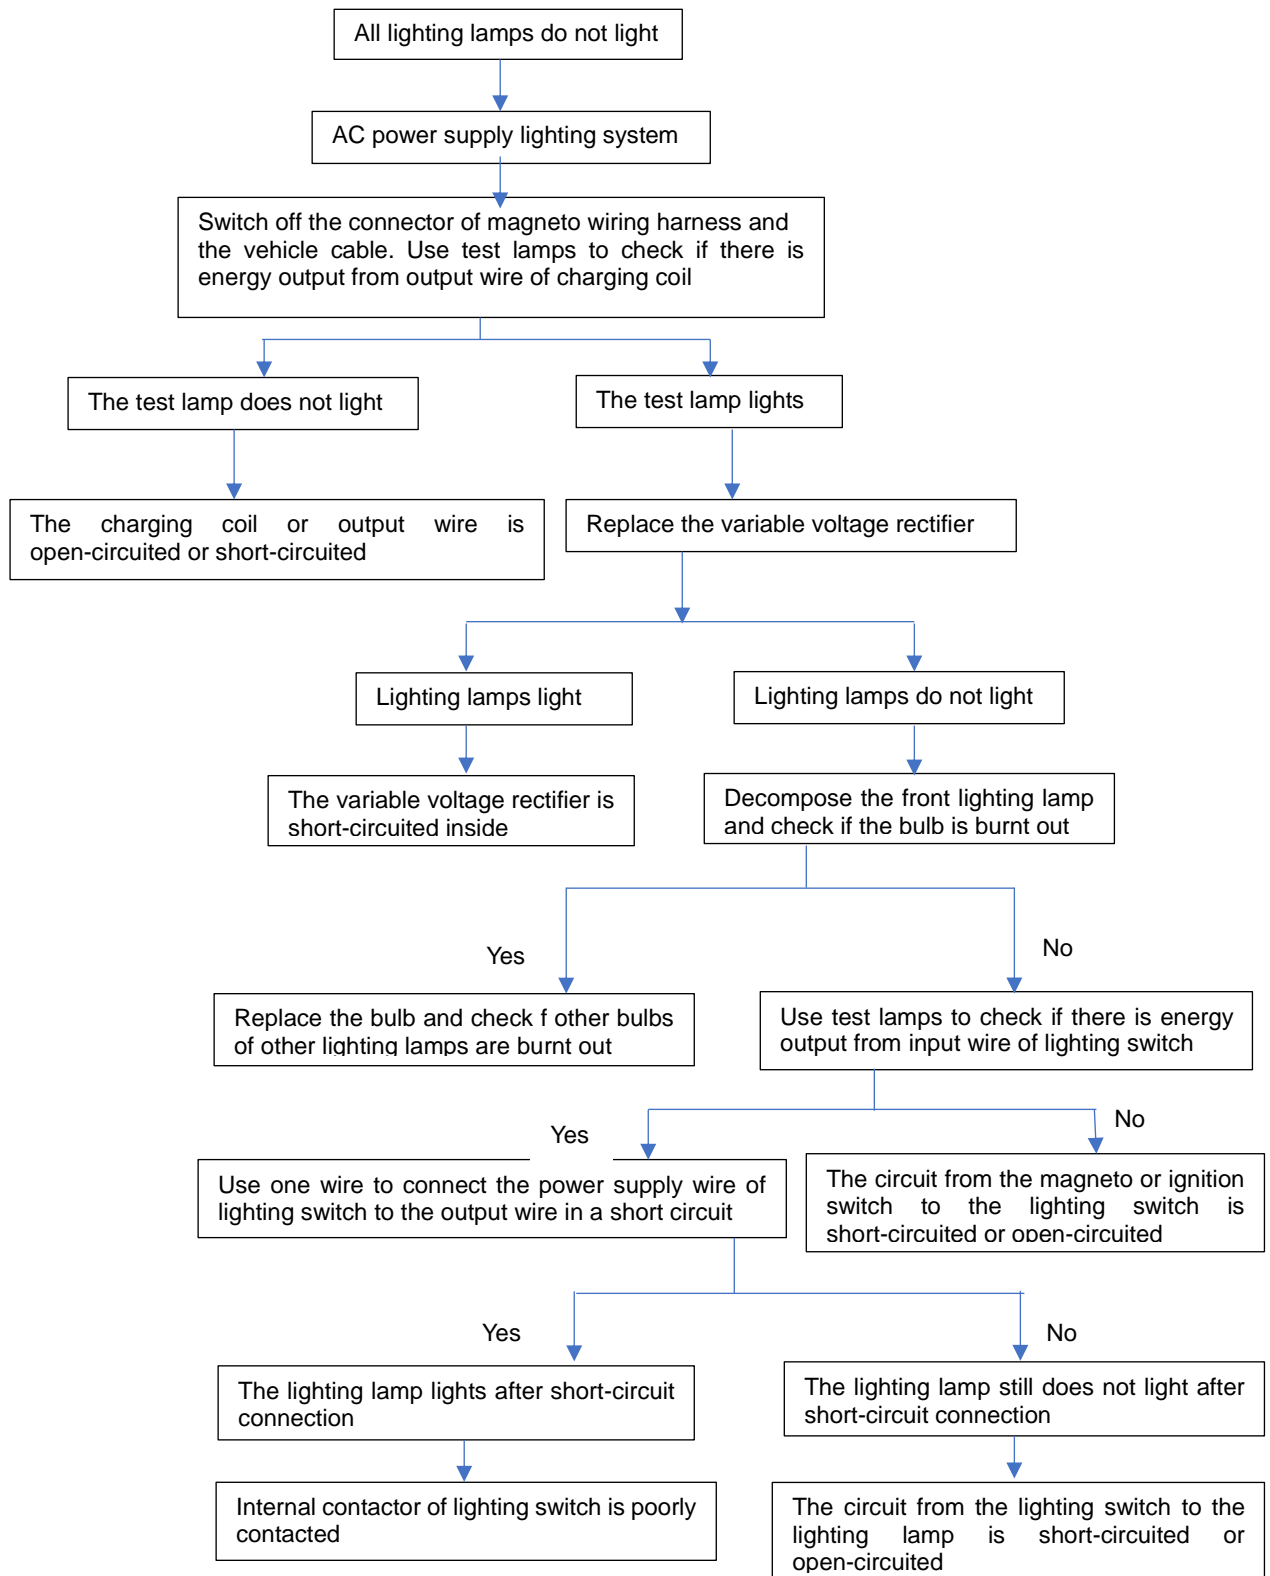 All lighting lamps do not light
AC power supply lighting system
Switch off the connector of magneto wiring harness and
the vehicle cable. Use test lamps to check if there is
energy output from output wire of charging coil
The test lamp does not light
The test lamp lights
The charging coil or output wire is
open-circuited or short-circuited
Replace the variable voltage rectifier
Lighting lamps light
Lighting lamps do not light
The variable voltage rectifier is
short-circuited inside
Decompose the front lighting lamp
and check if the bulb is burnt out
Yes
No
Replace the bulb and check f other bulbs
of other lighting lamps are burnt out
Use test lamps to check if there is energy
output from input wire of lighting switch
Yes
No
Use one wire to connect the power supply wire of
lighting switch to the output wire in a short circuit
The circuit from the magneto or ignition
switch to the lighting switch is
short-circuited or open-circuited
Yes
No
The lighting lamp lights after short-circuit
connection
The lighting lamp still does not light after
short-circuit connection
Internal contactor of lighting switch is poorly
contacted
The circuit from the lighting switch to the
lighting lamp is short-circuited or
open-circuited